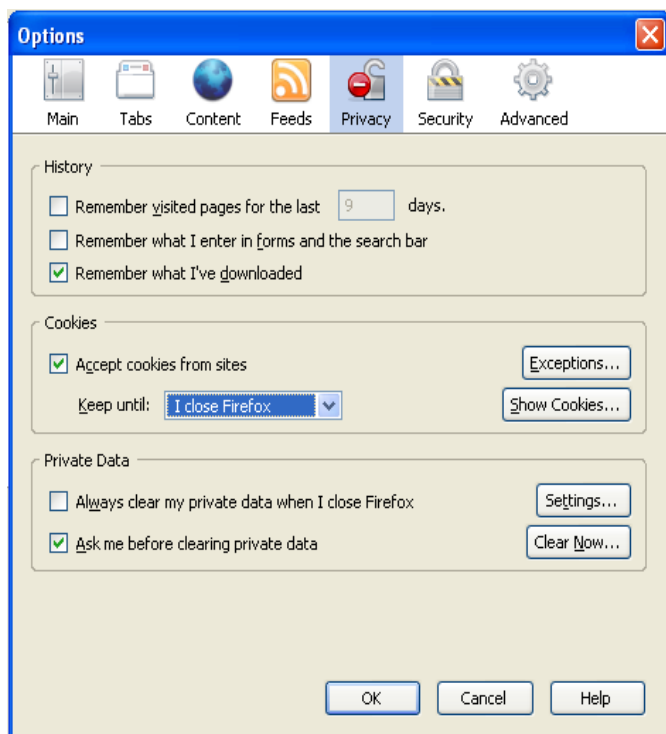 Options
Main Tabs Content Feeds Privacy Security Advanced
History
Remember visited pages for the last 9 days.
Remember what I enter in forms and the search bar
Remember what I've downloaded
Cookies
Accept cookies from sites Exceptions...
Keep until: I close Firefox Show Cookies...
Private Data
Always clear my private data when I close Firefox Settings...
Ask me before clearing private data Clear Now...
OK Cancel Help